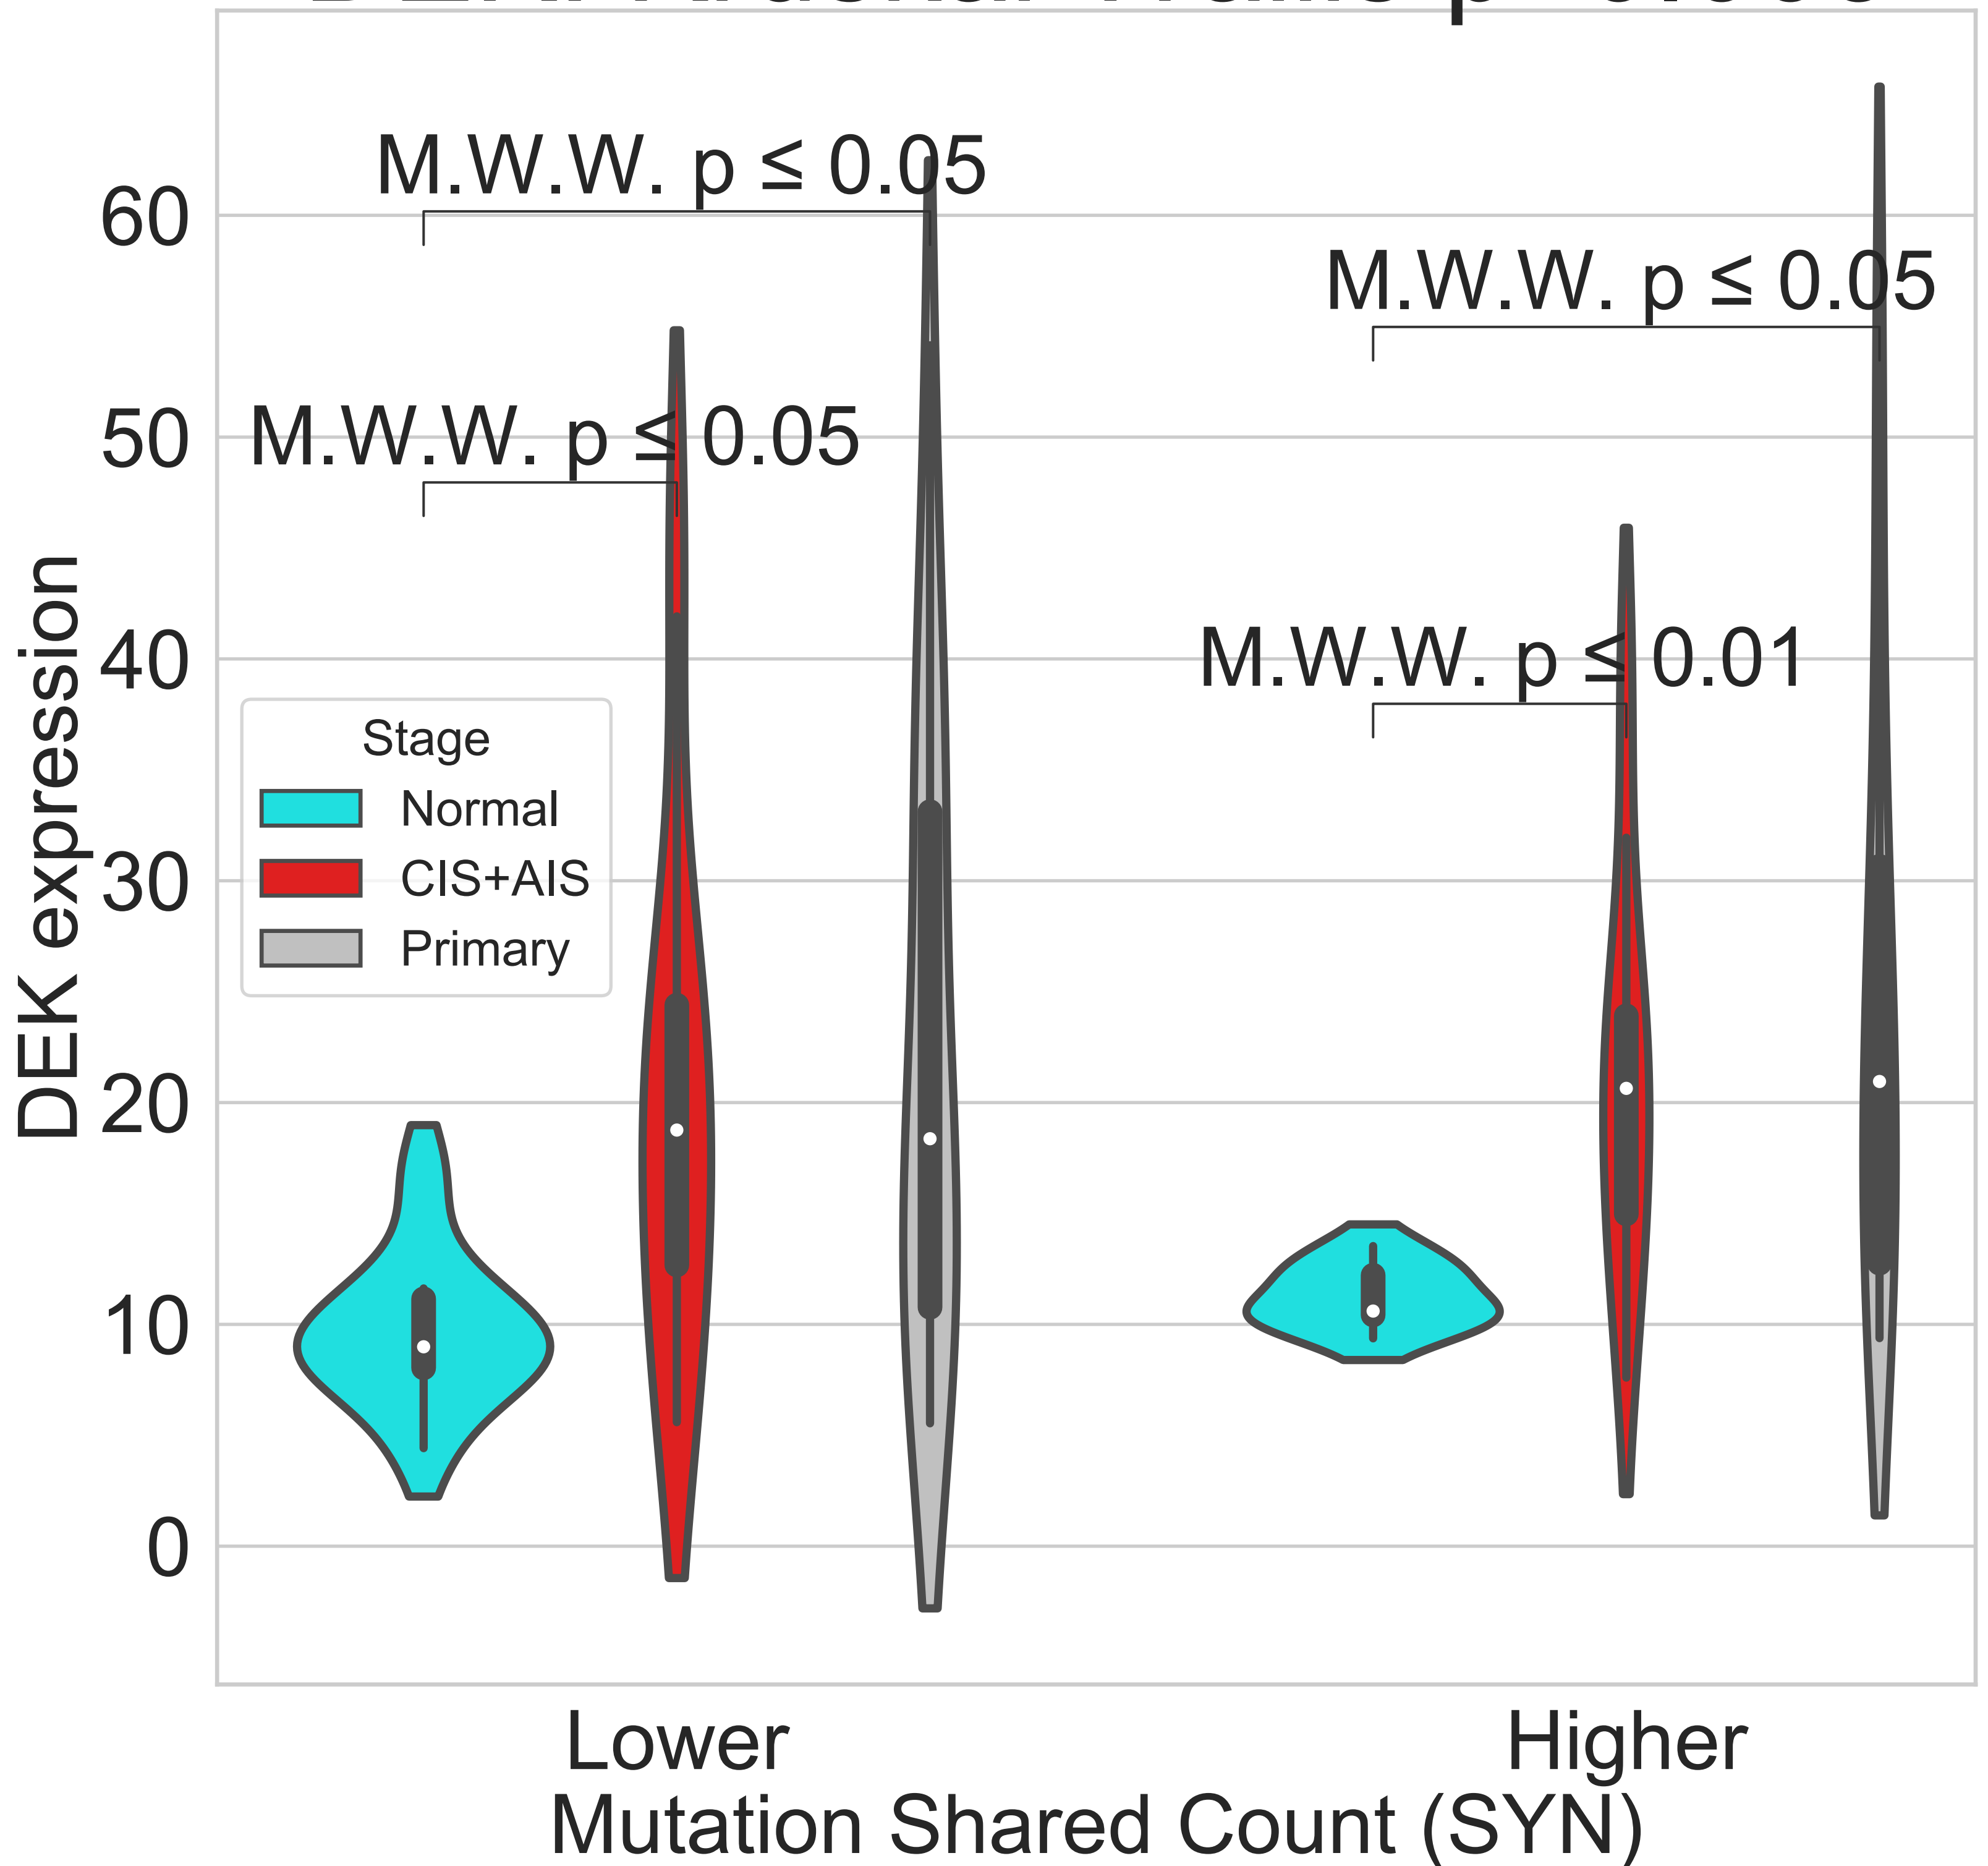 M.W.W. p ≤ 0.05
M.W.W. p ≤ 0.05
M.W.W. p ≤ 0.05
M.W.W. p ≤ 0.01
60
50
40
30
20
10
0
DEK expression
Stage
Normal
CIS+AIS
Primary
Lower
Higher
Mutation Shared Count (SYN)